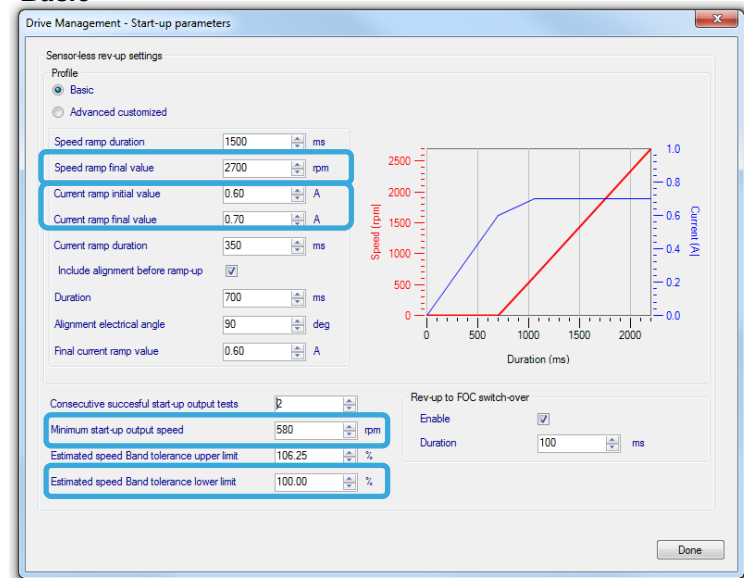 Basic
Drive Management - Start-up parameters
Sensor-less rev-up settings
Profile
Basic
Advanced customized
Speed ramp duration 1500 ms
Speed ramp final value 2700 rpm
Current ramp initial value 0.60 A
Current ramp final value 0.70 A
Current ramp duration 350 ms
Include alignment before ramp-up
Duration 700 ms
Alignment electrical angle 90 deg
Final current ramp value 0.60 A
2500
2000
1500
1000
500
0
Speed [rpm]
1.0
0.8
0.6
0.4
0.2
0.0
Current [A]
0 500 1000 1500 2000
Duration (ms)
Consecutive succesful start-up output tests 2
Minimum start-up output speed 580 rpm
Estimated speed Band tolerance upper limit 106.25 %
Estimated speed Band tolerance lower limit 100.00 %
Rev-up to FOC switch-over
Enable
Duration 100 ms
Done